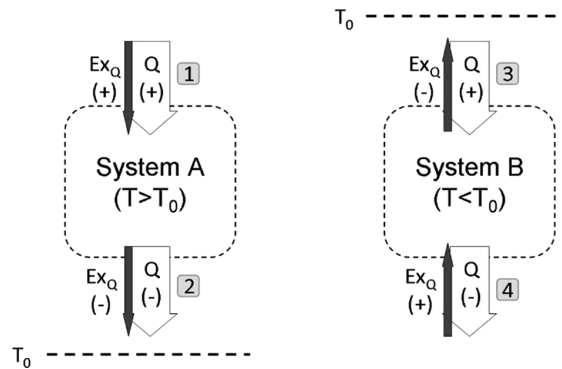 T₀
Ex_Q Q 1
(+) (+)
System A
(T>T₀)
Ex_Q Q 2
(-) (-)
T₀
Ex_Q Q 3
(-) (+)
System B
(T<T₀)
Ex_Q Q 4
(+) (-)